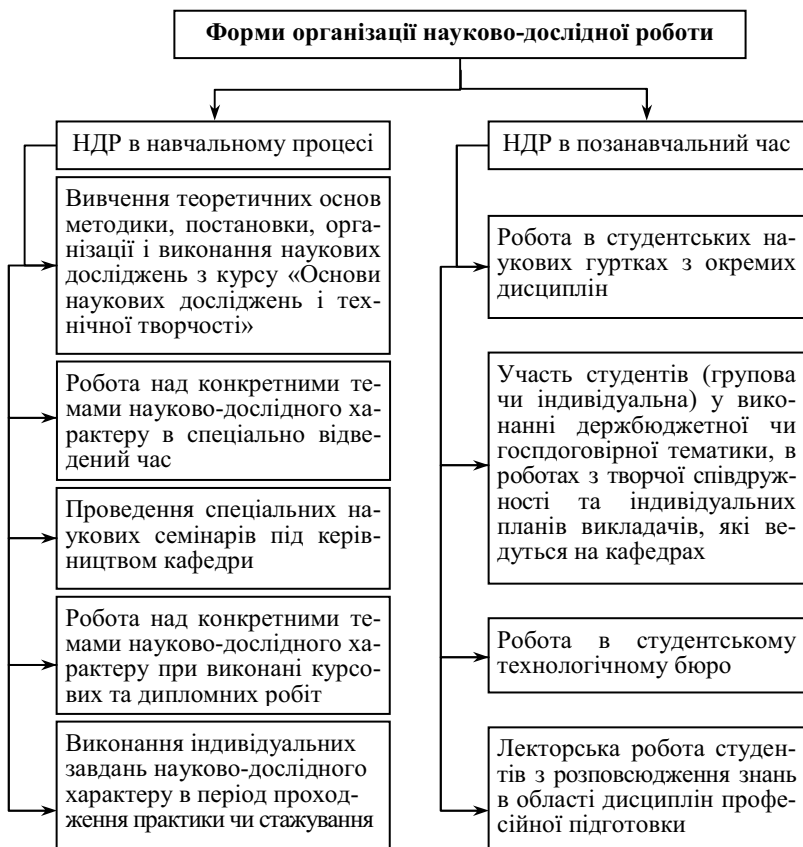 Форми організації науково-дослідної роботи
НДР в навчальному процесі
Вивчення теоретичних основ
методики, постановки, орга-
нізації і виконання наукових
досліджень з курсу «Основи
наукових досліджень і тех-
нічної творчості»
Робота над конкретними те-
мами науково-дослідного ха-
рактеру в спеціально відве-
дений час
Проведення спеціальних на-
укових семінарів під керів-
ництвом кафедри
Робота над конкретними те-
мами науково-дослідного ха-
рактеру при виконані курсо-
вих та дипломних робіт
Виконання індивідуальних
завдань науково-дослідного
характеру в період проход-
ження практики чи стажування
НДР в позанавчальний час
Робота в студентських на-
укових гуртках з окремих
дисциплін
Участь студентів (групова
чи індивідуальна) у вико-
нанні держбюджетної чи
госпдоговірної тематики, в
роботах з творчої співдруж-
ності та індивідуальних
планів викладачів, які ве-
дуться на кафедрах
Робота в студентському
технологічному бюро
Лекторська робота студен-
тів з розповсюдження знань
в області дисциплін профе-
сійної підготовки